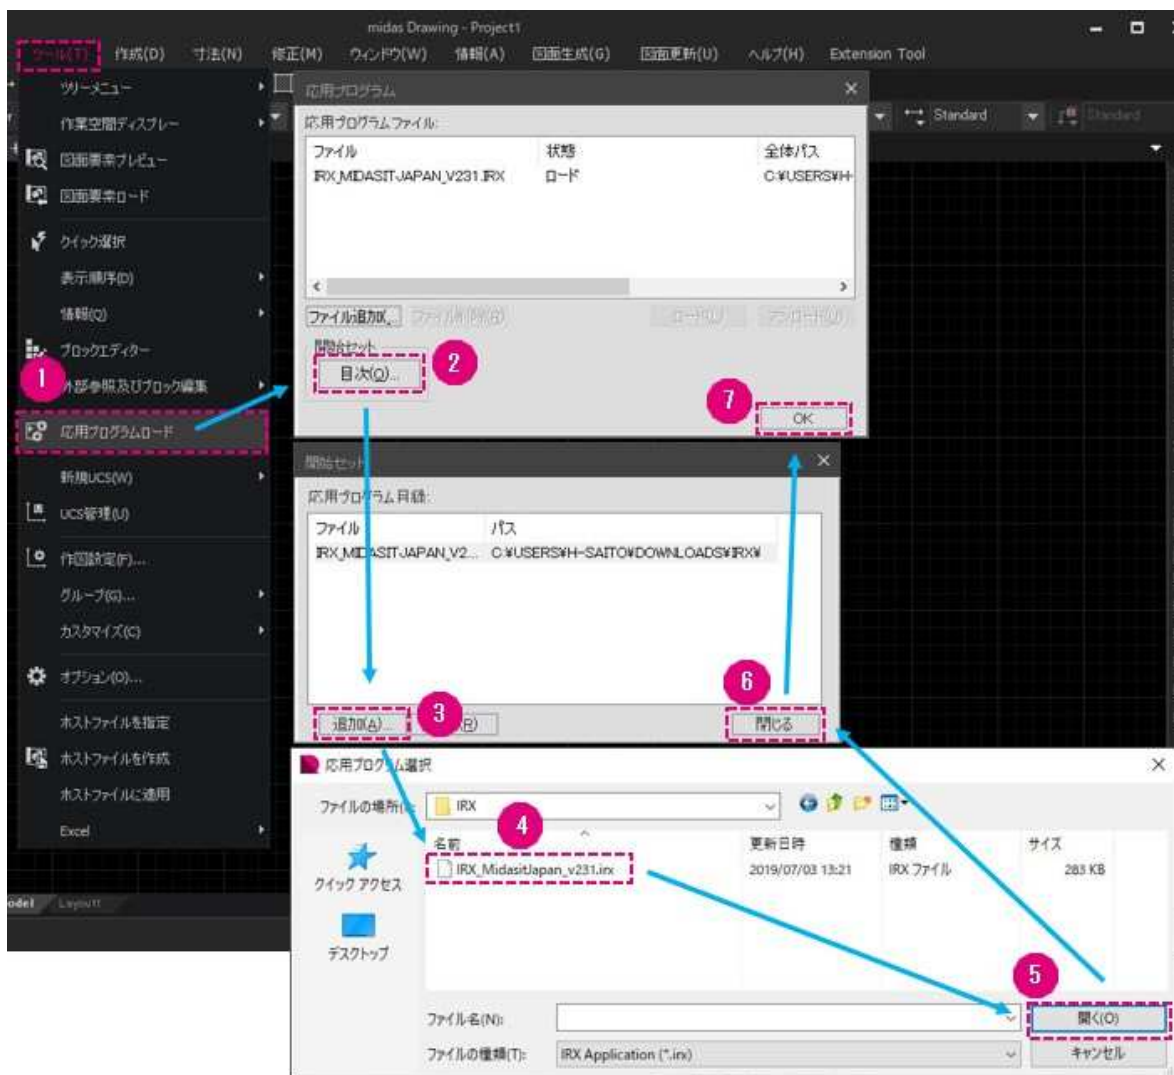 midas Drawing - Project1
ツール(T) 作成(D) 寸法(N) 修正(M) ウィンドウ(W) 情報(A) 図面生成(G) 図面更新(U) ヘルプ(H) Extension Tool
ツリーメニュー
作業空間ディスプレー
図面要素プレビュー
図面要素ロード
クイック選択
表示順序(D)
情報(Q)
ブロックエディター
1
外部参照及びブロック編集
応用プログラムロード
新規UCS(W)
UCS管理(U)
作図設定(F)...
グループ(G)...
カスタマイズ(C)
オプション(O)...
ホストファイルを指定
ホストファイルを作成
ホストファイルに適用
Excel
Layout1
Standard Standard
応用プログラム
応用プログラムファイル:
ファイル 状態 全体パス
IRX_MIDASITJAPAN_V231.IRX ロード C:¥USERS¥H-
ファイル追加(
開始セット
目次(O)...
2
7
OK
開始セット
応用プログラム目録:
ファイル パス
IRX_MIDASITJAPAN_V2... C:¥USERS¥H-SAITO¥DOWNLOADS¥IRX¥
追加(A)...
3
(R)
6
閉じる
応用プログラム選択
ファイルの場所(I): IRX
4
名前 更新日時 種類 サイズ
IRX_MidasitJapan_v231.irx 2019/07/03 13:21 IRX ファイル 283 KB
クイック アクセス
デスクトップ
5
ファイル名(N): 開く(O)
ファイルの種類(T): IRX Application (*.irx) キャンセル